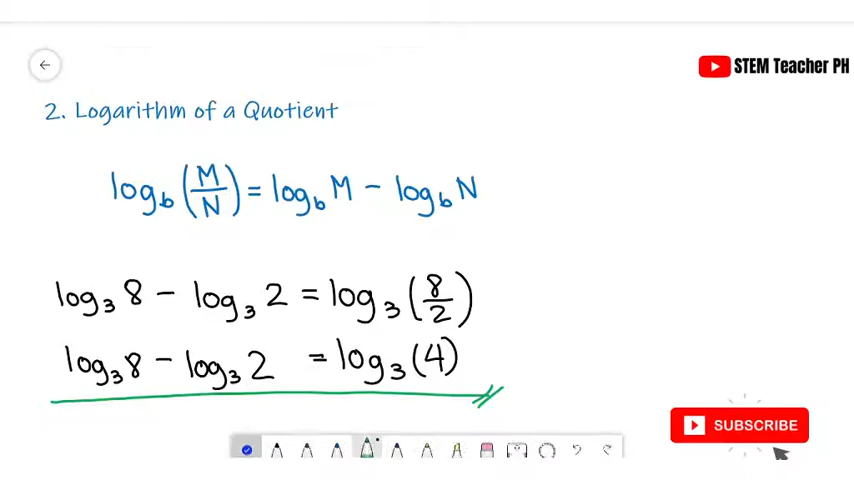 STEM Teacher PH
2. Logarithm of a Quotient
log_b (M/N) = log_b M - log_b N
log_3 8 - log_3 2 = log_3 (8/2)
log_3 8 - log_3 2 = log_3 (4)
SUBSCRIBE